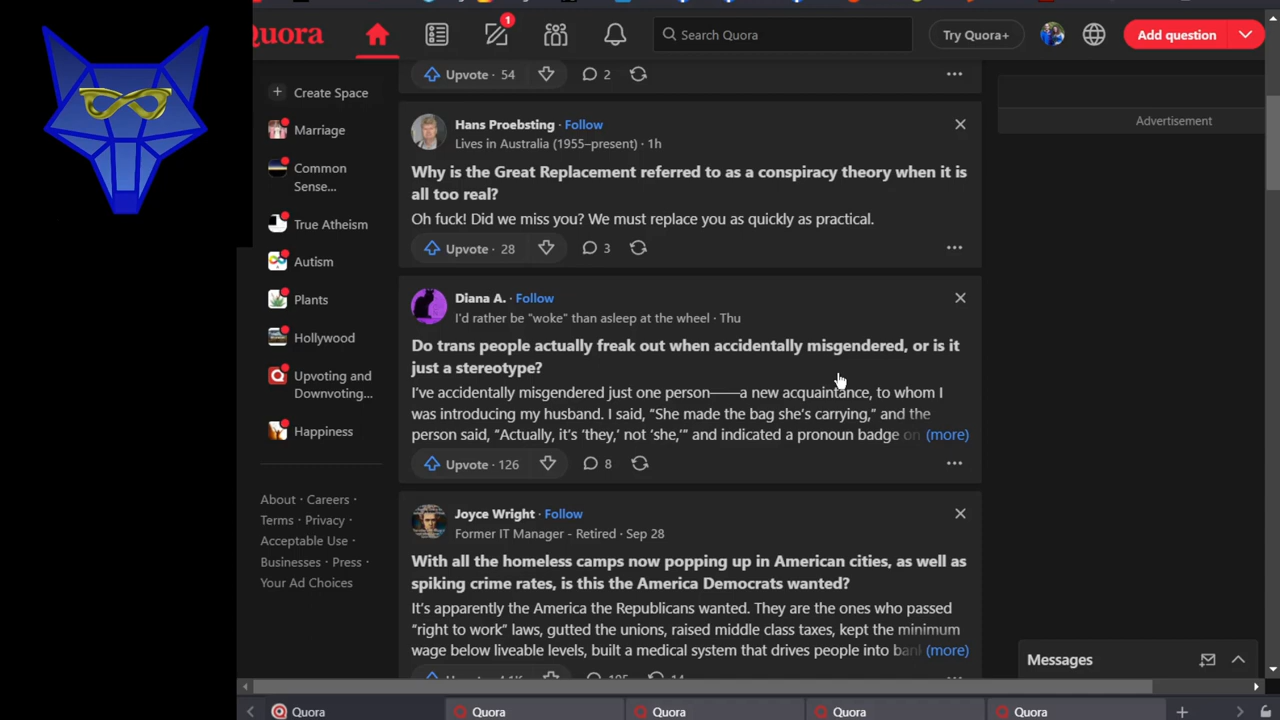 Quora
1
Search Quora
Try Quora+
Add question
Create Space
Marriage
Common
Sense...
True Atheism
Autism
Plants
Hollywood
Upvoting and
Downvoting...
Happiness
About · Careers ·
Terms · Privacy ·
Acceptable Use ·
Businesses · Press ·
Your Ad Choices
Upvote · 54
2
Hans Proebsting · Follow
Lives in Australia (1955–present) · 1h
Why is the Great Replacement referred to as a conspiracy theory when it is
all too real?
Oh fuck! Did we miss you? We must replace you as quickly as practical.
Upvote · 28
3
Diana A. · Follow
I'd rather be "woke" than asleep at the wheel · Thu
Do trans people actually freak out when accidentally misgendered, or is it
just a stereotype?
I've accidentally misgendered just one person——a new acquaintance, to whom I
was introducing my husband. I said, “She made the bag she's carrying,” and the
person said, “Actually, it's ‘they,’ not ‘she,’” and indicated a pronoun badge on (more)
Upvote · 126
8
Joyce Wright · Follow
Former IT Manager - Retired · Sep 28
With all the homeless camps now popping up in American cities, as well as
spiking crime rates, is this the America Democrats wanted?
It's apparently the America the Republicans wanted. They are the ones who passed
“right to work” laws, gutted the unions, raised middle class taxes, kept the minimum
wage below liveable levels, built a medical system that drives people into (more)
Advertisement
Messages
Quora
Quora
Quora
Quora
Quora